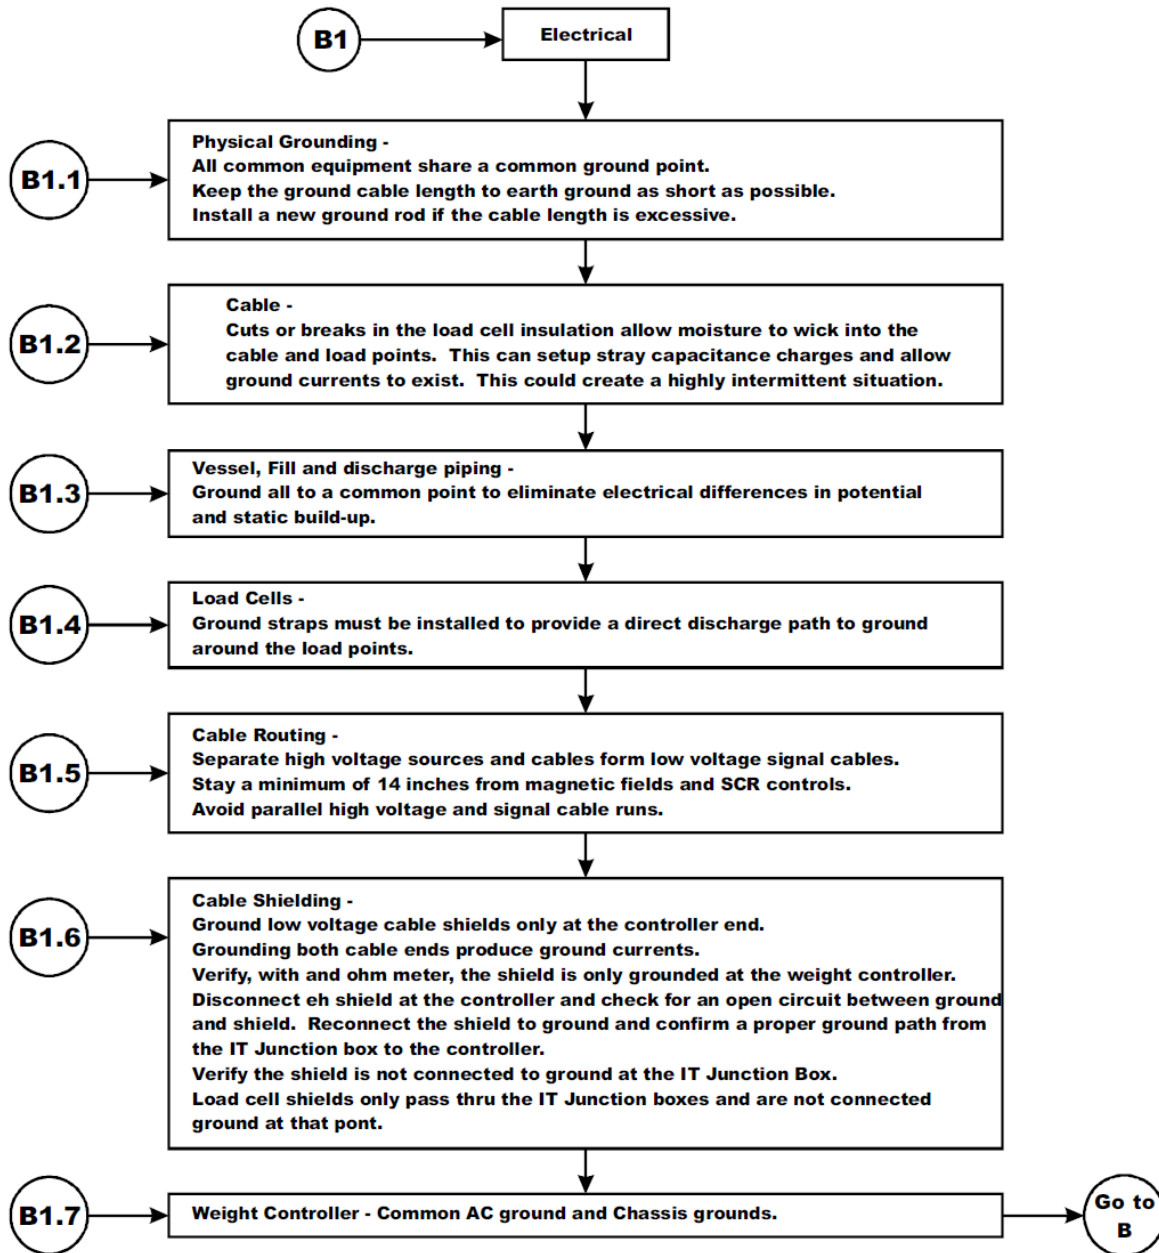 B1
Electrical
B1.1
Physical Grounding -
All common equipment share a common ground point.
Keep the ground cable length to earth ground as short as possible.
Install a new ground rod if the cable length is excessive.
B1.2
Cable -
Cuts or breaks in the load cell insulation allow moisture to wick into the
cable and load points.  This can setup stray capacitance charges and allow
ground currents to exist.  This could create a highly intermittent situation.
B1.3
Vessel, Fill and discharge piping -
Ground all to a common point to eliminate electrical differences in potential
and static build-up.
B1.4
Load Cells -
Ground straps must be installed to provide a direct discharge path to ground
around the load points.
B1.5
Cable Routing -
Separate high voltage sources and cables form low voltage signal cables.
Stay a minimum of 14 inches from magnetic fields and SCR controls.
Avoid parallel high voltage and signal cable runs.
B1.6
Cable Shielding -
Ground low voltage cable shields only at the controller end.
Grounding both cable ends produce ground currents.
Verify, with and ohm meter, the shield is only grounded at the weight controller.
Disconnect eh shield at the controller and check for an open circuit between ground
and shield.  Reconnect the shield to ground and confirm a proper ground path from
the IT Junction box to the controller.
Verify the shield is not connected to ground at the IT Junction Box.
Load cell shields only pass thru the IT Junction boxes and are not connected
ground at that pont.
B1.7
Weight Controller - Common AC ground and Chassis grounds.
Go to
B